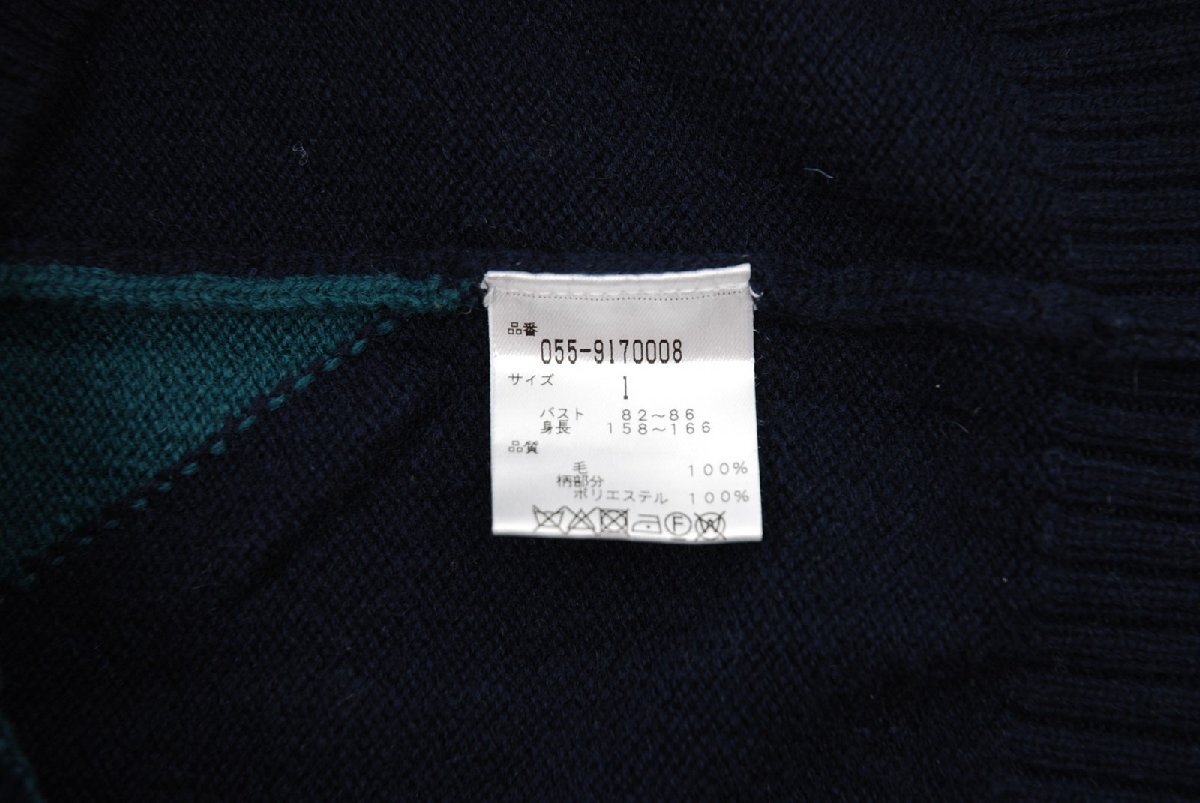 品番
055-9170008
サイズ
1
バスト 82～86
身長 158～166
品質
毛 100%
柄部分
ポリエステル 100%
F
W